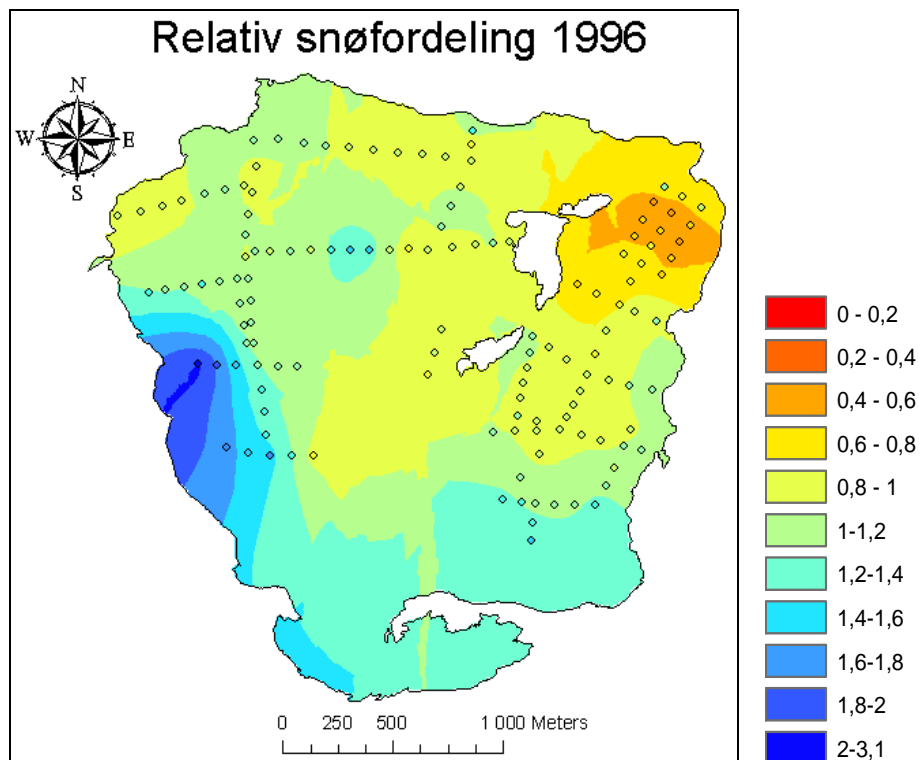 Relativ snøfordeling 1996
N
W E
S
0 - 0,2
0,2 - 0,4
0,4 - 0,6
0,6 - 0,8
0,8 - 1
1-1,2
1,2-1,4
1,4-1,6
1,6-1,8
1,8-2
2-3,1
0 250 500 1 000 Meters